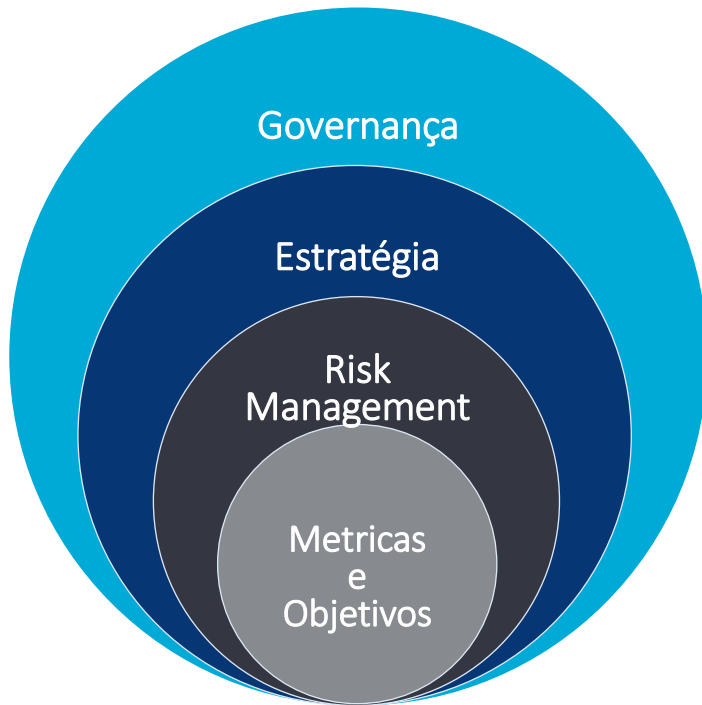 Governança
Estratégia
Risk
Management
Metricas
e
Objetivos